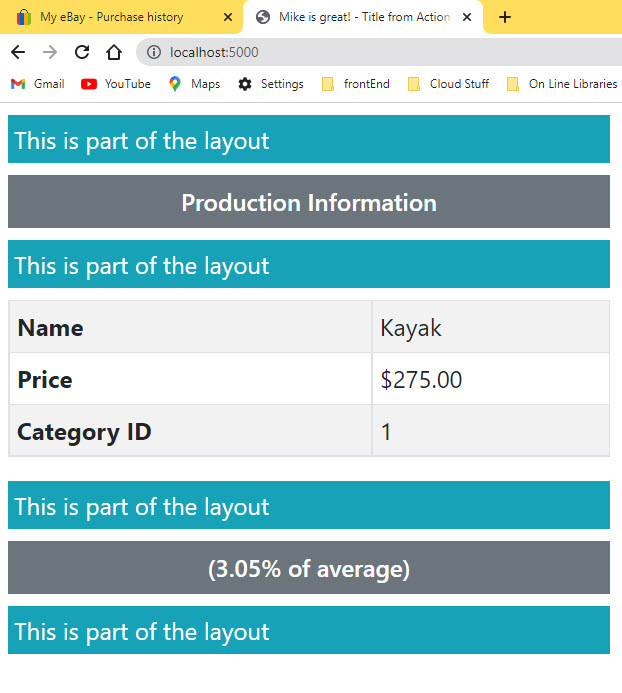 My eBay - Purchase history
Mike is great! - Title from Action
localhost:5000
Gmail YouTube Maps Settings frontEnd Cloud Stuff On Line Libraries
This is part of the layout
Production Information
This is part of the layout
Name Kayak
Price $275.00
Category ID 1
This is part of the layout
(3.05% of average)
This is part of the layout